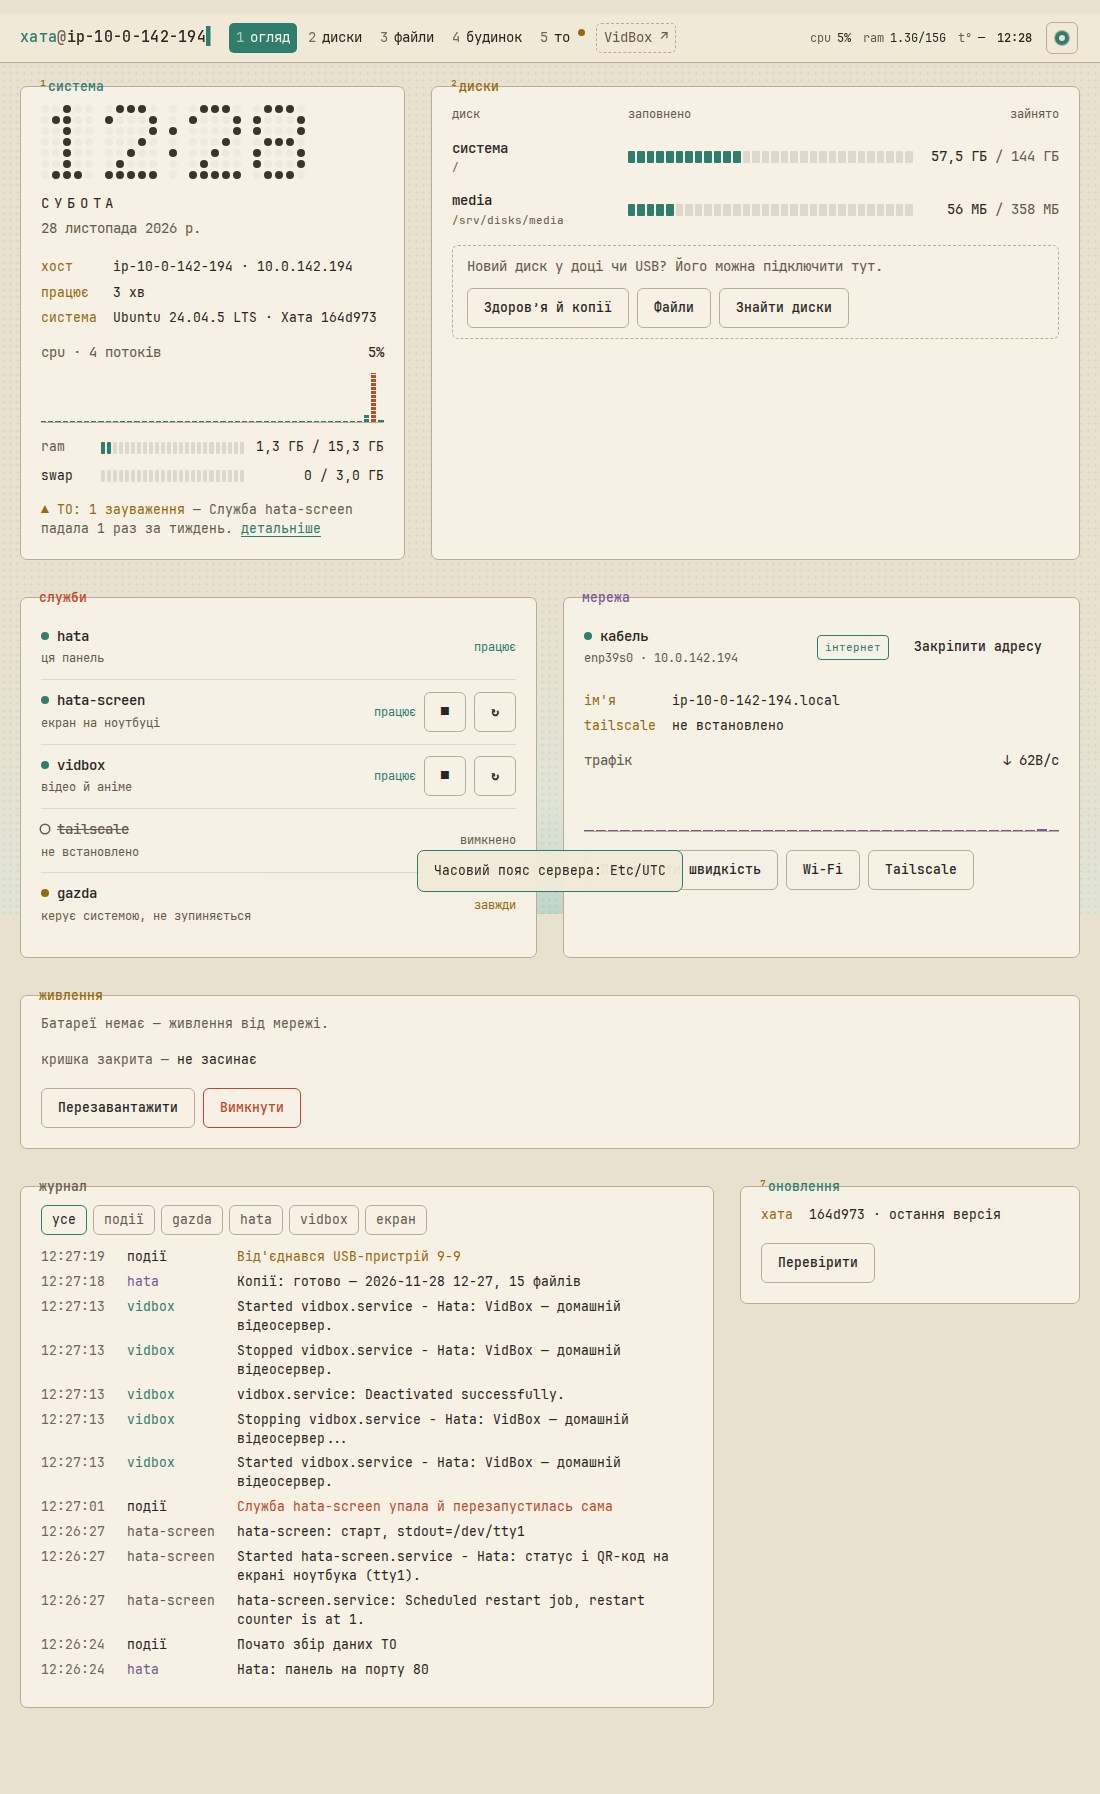 хата@ip-10-0-142-194 1 огляд 2 диски 3 файли 4 будинок 5 то VidBox ↗ cpu 5% ram 1.3G/15G t° — 12:28
1 система
12:28
СУБОТА
28 листопада 2026 р.
хост ip-10-0-142-194 · 10.0.142.194
працює 3 хв
система Ubuntu 24.04.5 LTS · Хата 164d973
cpu · 4 потоків 5%
ram 1,3 ГБ / 15,3 ГБ
swap 0 / 3,0 ГБ
▲ ТО: 1 зауваження — Служба hata-screen
падала 1 раз за тиждень. детальніше
2 диски
диск заповнено зайнято
система 57,5 ГБ / 144 ГБ
/
media 56 МБ / 358 МБ
/srv/disks/media
Новий диск у доці чи USB? Його можна підключити тут.
Здоров’я й копії Файли Знайти диски
служби
hata працює
ця панель
hata-screen працює ■ ↻
екран на ноутбуці
vidbox працює ■ ↻
відео й аніме
tailscale вимкнено
не встановлено
gazda завжди
керує системою, не зупиняється
мережа
кабель інтернет Закріпити адресу
enp39s0 · 10.0.142.194
ім'я ip-10-0-142-194.local
tailscale не встановлено
трафік ↓ 62B/c
Часовий пояс сервера: Etc/UTC
швидкість Wi-Fi Tailscale
живлення
Батареї немає — живлення від мережі.
кришка закрита — не засинає
Перезавантажити Вимкнути
журнал
усе події gazda hata vidbox екран
12:27:19 події Від'єднався USB-пристрій 9-9
12:27:18 hata Копії: готово — 2026-11-28 12-27, 15 файлів
12:27:13 vidbox Started vidbox.service - Hata: VidBox — домашній
відеосервер.
12:27:13 vidbox Stopped vidbox.service - Hata: VidBox — домашній
відеосервер.
12:27:13 vidbox vidbox.service: Deactivated successfully.
12:27:13 vidbox Stopping vidbox.service - Hata: VidBox — домашній
відеосервер...
12:27:13 vidbox Started vidbox.service - Hata: VidBox — домашній
відеосервер.
12:27:01 події Служба hata-screen упала й перезапустилась сама
12:26:27 hata-screen hata-screen: старт, stdout=/dev/tty1
12:26:27 hata-screen Started hata-screen.service - Hata: статус і QR-код на
екрані ноутбука (tty1).
12:26:27 hata-screen hata-screen.service: Scheduled restart job, restart
counter is at 1.
12:26:24 події Почато збір даних ТО
12:26:24 hata Hata: панель на порту 80
7 оновлення
хата 164d973 · остання версія
Перевірити